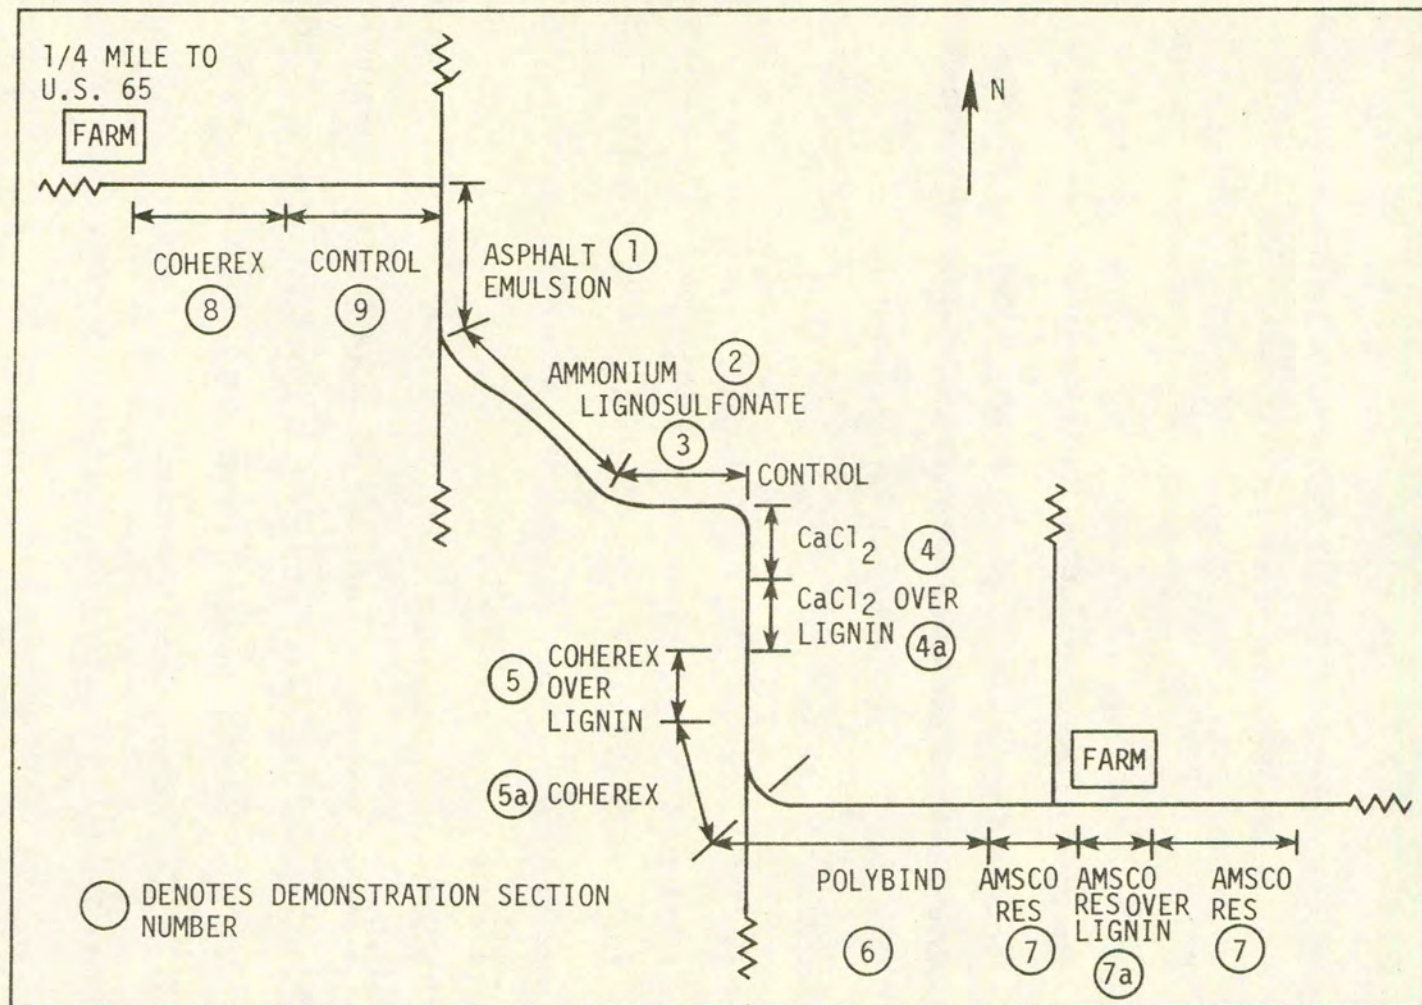 1/4 MILE TO
U.S. 65
FARM
N
COHEREX
8
CONTROL
9
ASPHALT 1
EMULSION
AMMONIUM 2
LIGNOSULFONATE
3
CONTROL
CaCl2 4
CaCl2 OVER
LIGNIN 4a
5 COHEREX
OVER
LIGNIN
5a COHEREX
FARM
POLYBIND
6
AMSCO
RES
7
AMSCO
RES OVER
LIGNIN
7a
AMSCO
RES
7
DENOTES DEMONSTRATION SECTION
NUMBER